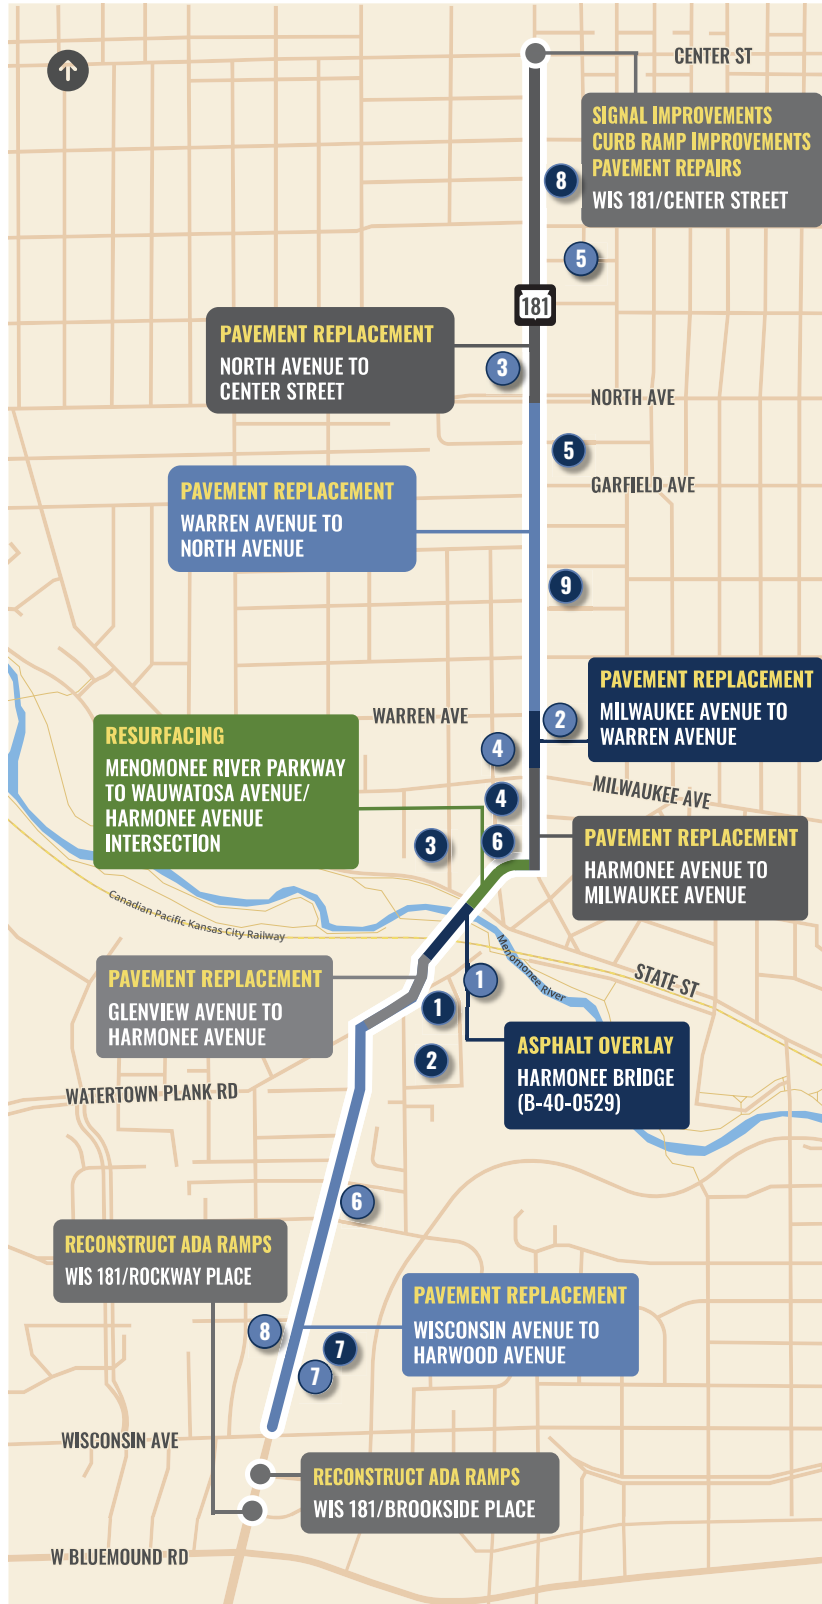 CENTER ST
SIGNAL IMPROVEMENTS
CURB RAMP IMPROVEMENTS
PAVEMENT REPAIRS
WIS 181/CENTER STREET
8
5
181
PAVEMENT REPLACEMENT
NORTH AVENUE TO
CENTER STREET
3
NORTH AVE
5
GARFIELD AVE
PAVEMENT REPLACEMENT
WARREN AVENUE TO
NORTH AVENUE
9
PAVEMENT REPLACEMENT
MILWAUKEE AVENUE TO
WARREN AVENUE
WARREN AVE
2
4
RESURFACING
MENOMONEE RIVER PARKWAY
TO WAUWATOSA AVENUE/
HARMONEE AVENUE
INTERSECTION
MILWAUKEE AVE
4
6
3
PAVEMENT REPLACEMENT
HARMONEE AVENUE TO
MILWAUKEE AVENUE
Canadian Pacific Kansas City Railway
Menomonee River
STATE ST
PAVEMENT REPLACEMENT
GLENVIEW AVENUE TO
HARMONEE AVENUE
1
1
2
ASPHALT OVERLAY
HARMONEE BRIDGE
(B-40-0529)
WATERTOWN PLANK RD
6
RECONSTRUCT ADA RAMPS
WIS 181/ROCKWAY PLACE
PAVEMENT REPLACEMENT
WISCONSIN AVENUE TO
HARWOOD AVENUE
8
7
7
WISCONSIN AVE
RECONSTRUCT ADA RAMPS
WIS 181/BROOKSIDE PLACE
W BLUEMOUND RD